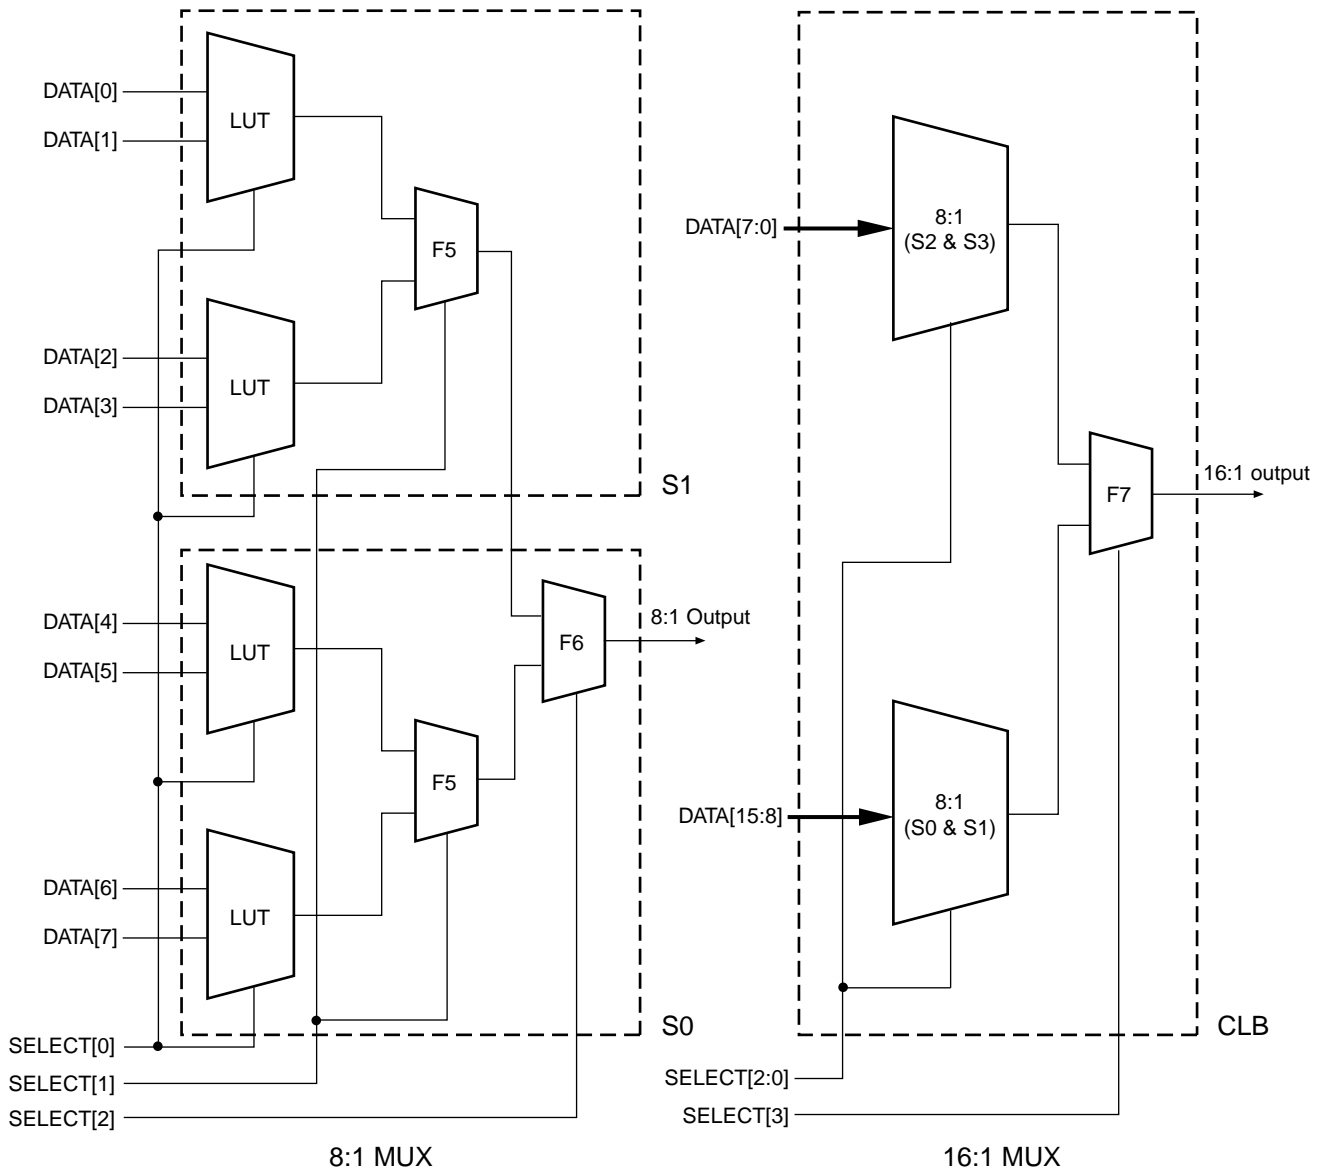 DATA[0]
DATA[1]
LUT
F5
DATA[2]
DATA[3]
LUT
S1
DATA[4]
DATA[5]
LUT
F6
8:1 Output
F5
DATA[6]
DATA[7]
LUT
S0
SELECT[0]
SELECT[1]
SELECT[2]
8:1 MUX
DATA[7:0]
8:1
(S2 & S3)
F7
16:1 output
DATA[15:8]
8:1
(S0 & S1)
CLB
SELECT[2:0]
SELECT[3]
16:1 MUX